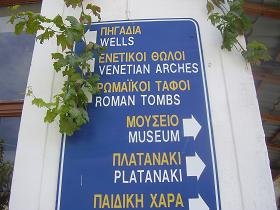 ΠΗΓΑΔΙΑ
WELLS
ΕΝΕΤΙΚΟΙ ΘΟΛΟΙ
VENETIAN ARCHES
ΡΩΜΑΪΚΟΙ ΤΑΦΟΙ
ROMAN TOMBS
ΜΟΥΣΕΙΟ
MUSEUM
ΠΛΑΤΑΝΑΚΙ
PLATANAKI
ΠΑΙΔΙΚΗ ΧΑΡΑ